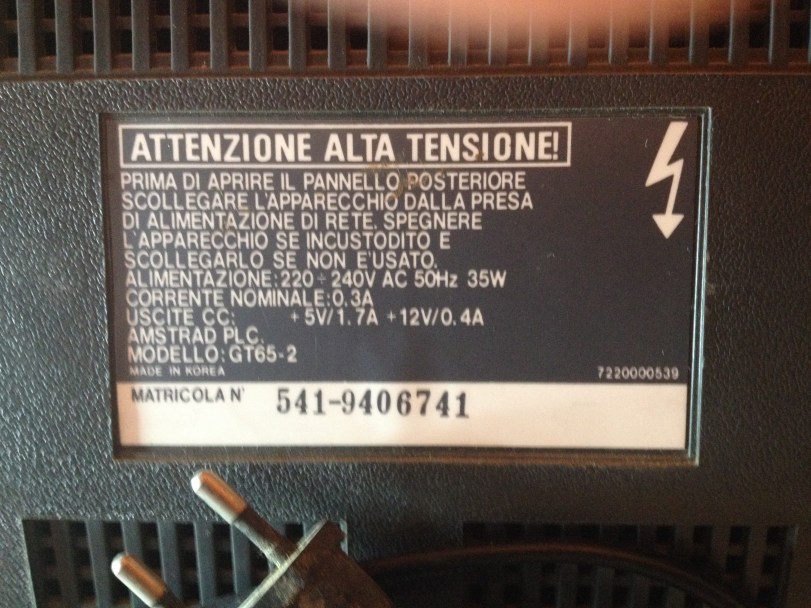 ATTENZIONE ALTA TENSIONE!
PRIMA DI APRIRE IL PANNELLO POSTERIORE
SCOLLEGARE L'APPARECCHIO DALLA PRESA
DI ALIMENTAZIONE DI RETE. SPEGNERE
L'APPARECCHIO SE INCUSTODITO E
SCOLLEGARLO SE NON E'USATO.
ALIMENTAZIONE:220÷240V AC 50Hz 35W
CORRENTE NOMINALE:0.3A
USCITE CC: +5V/1.7A +12V/0.4A
AMSTRAD PLC.
MODELLO: GT65-2
MADE IN KOREA 7220000539
MATRICOLA N' 541-9406741